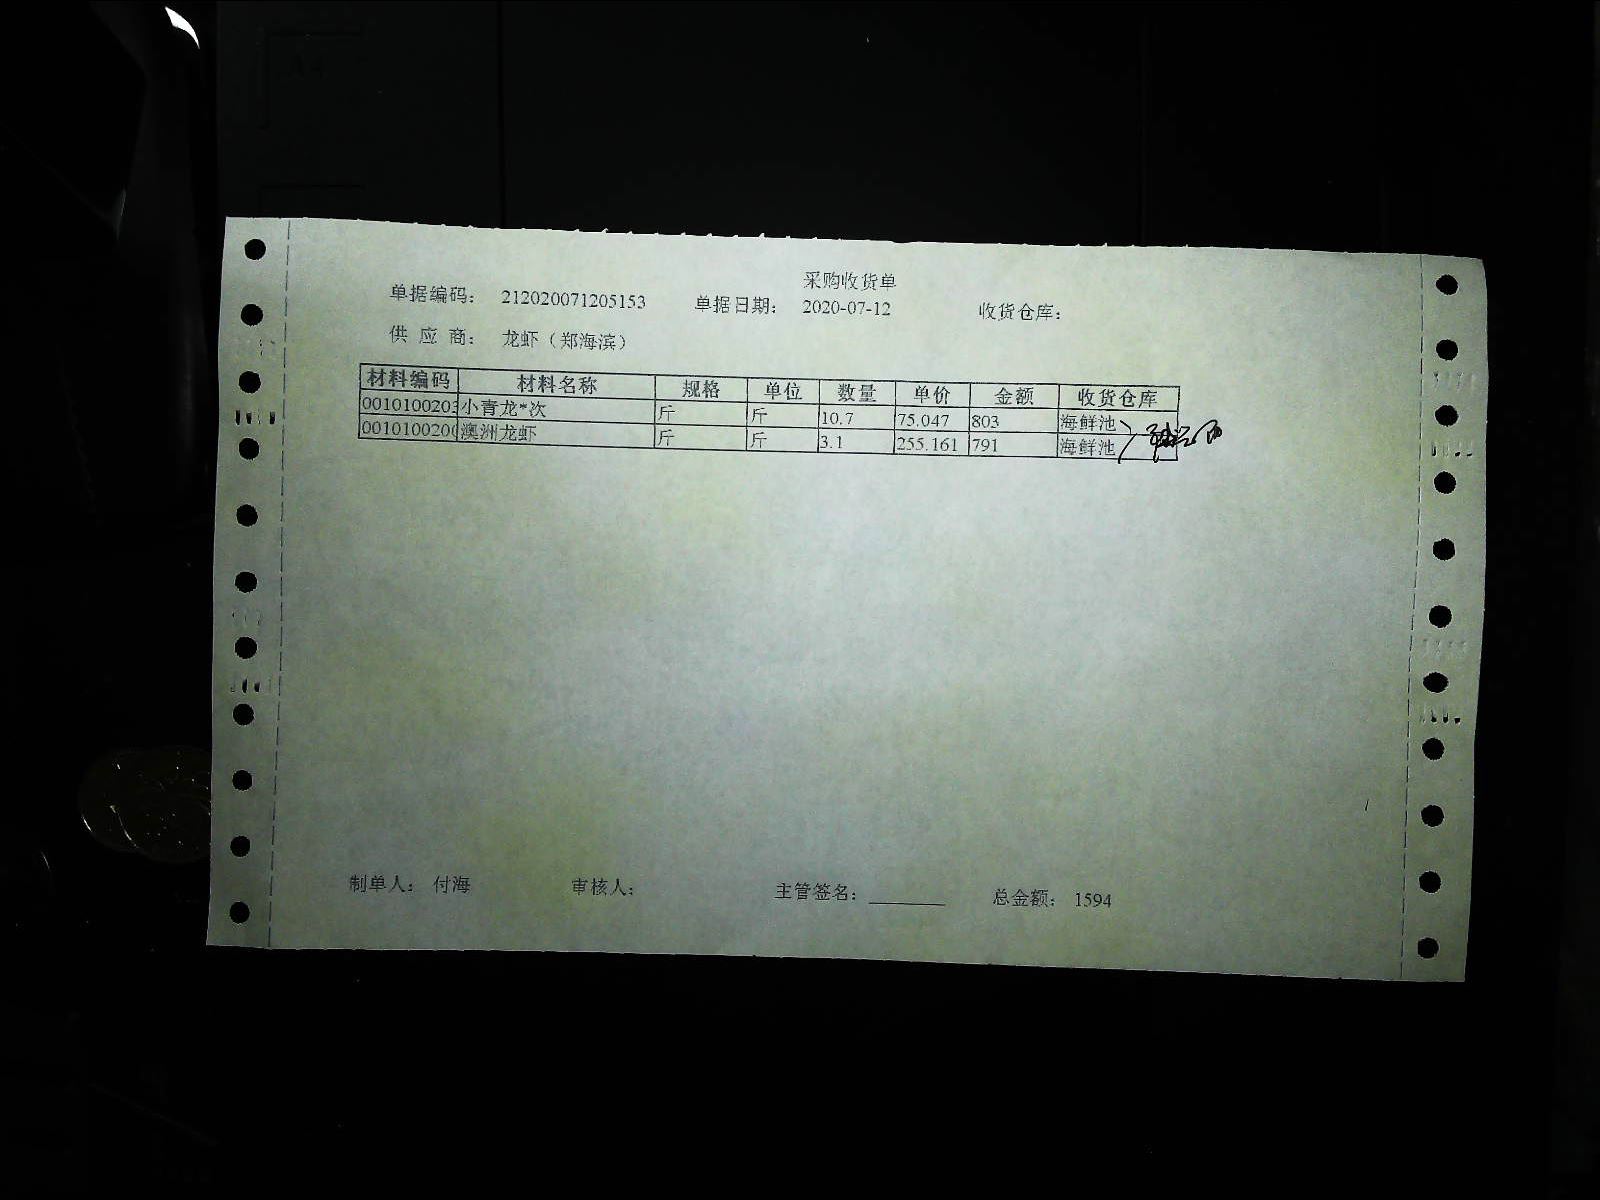 采购收货单
单据编码： 212020071205153 单据日期： 2020-07-12 收货仓库：
供 应 商： 龙虾（郑海滨）
材料编码 材料名称 规格 单位 数量 单价 金额 收货仓库
0010100203 小青龙*次 斤 斤 10.7 75.047 803 海鲜池
001010020 澳洲龙虾 斤 斤 3.1 255.161 791 海鲜池
制单人： 付海 审核人： 主管签名： 总金额： 1594